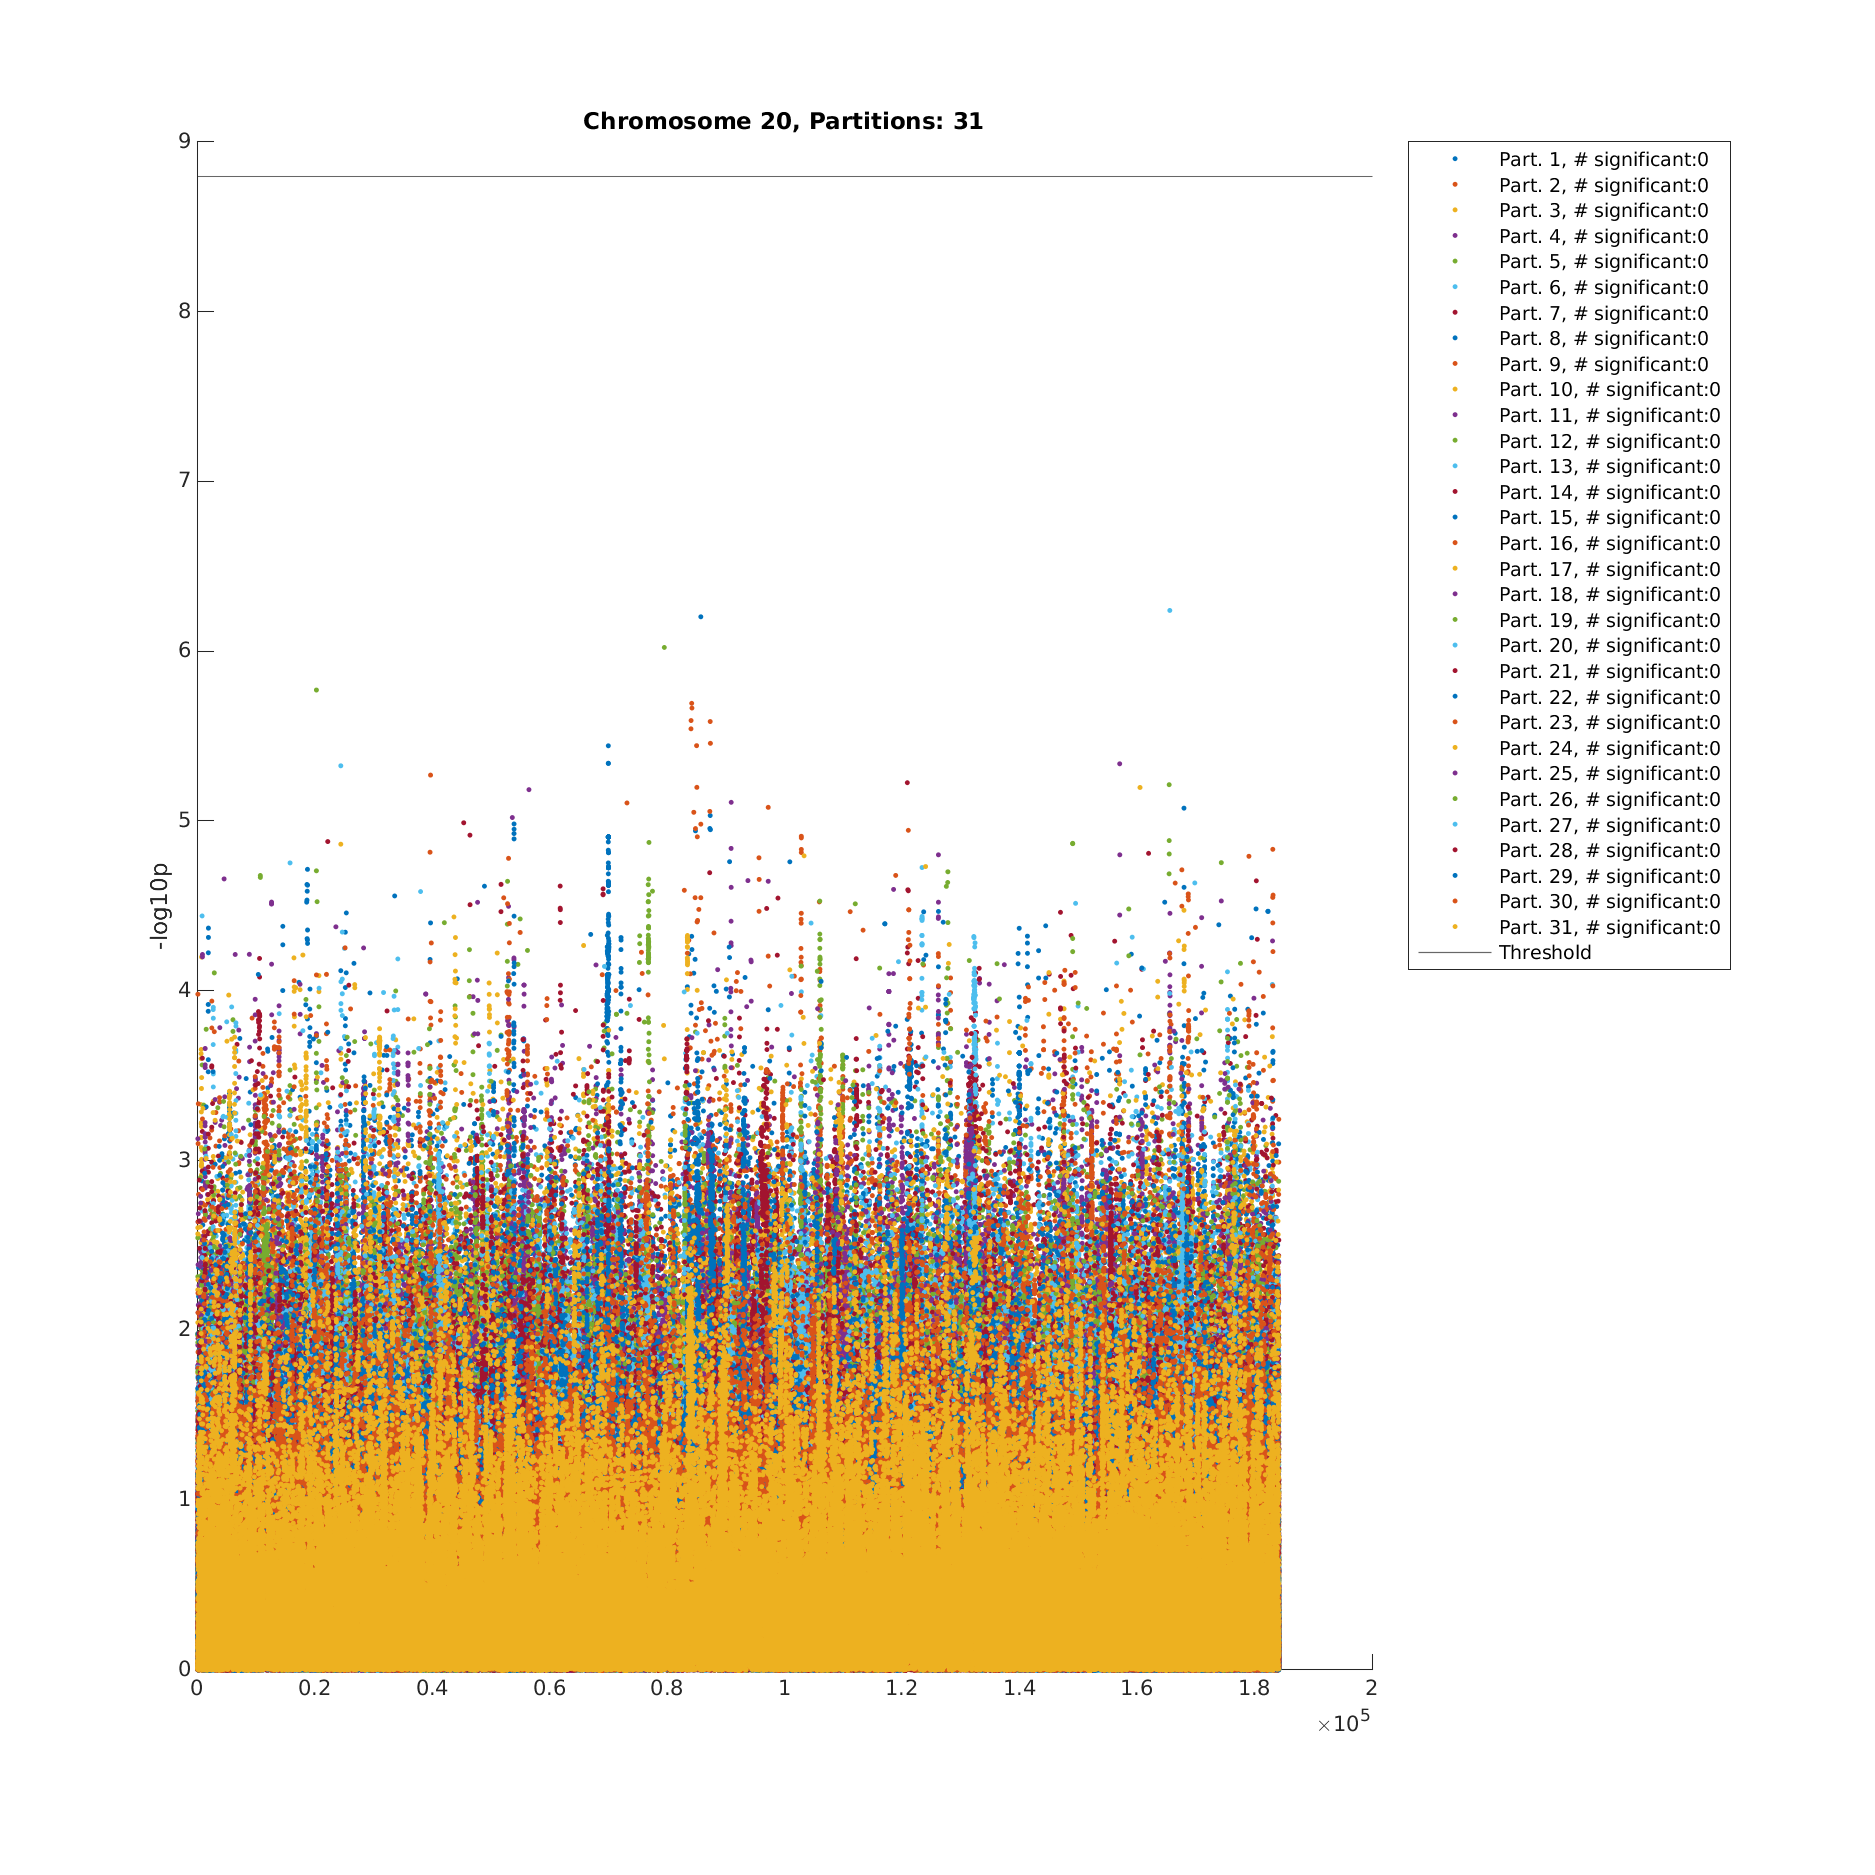 Chromosome 20, Partitions: 31
9
8
7
6
5
4
3
2
1
0
-log10p
0 0.2 0.4 0.6 0.8 1 1.2 1.4 1.6 1.8 2
×10^5
Part. 1, # significant:0
Part. 2, # significant:0
Part. 3, # significant:0
Part. 4, # significant:0
Part. 5, # significant:0
Part. 6, # significant:0
Part. 7, # significant:0
Part. 8, # significant:0
Part. 9, # significant:0
Part. 10, # significant:0
Part. 11, # significant:0
Part. 12, # significant:0
Part. 13, # significant:0
Part. 14, # significant:0
Part. 15, # significant:0
Part. 16, # significant:0
Part. 17, # significant:0
Part. 18, # significant:0
Part. 19, # significant:0
Part. 20, # significant:0
Part. 21, # significant:0
Part. 22, # significant:0
Part. 23, # significant:0
Part. 24, # significant:0
Part. 25, # significant:0
Part. 26, # significant:0
Part. 27, # significant:0
Part. 28, # significant:0
Part. 29, # significant:0
Part. 30, # significant:0
Part. 31, # significant:0
Threshold